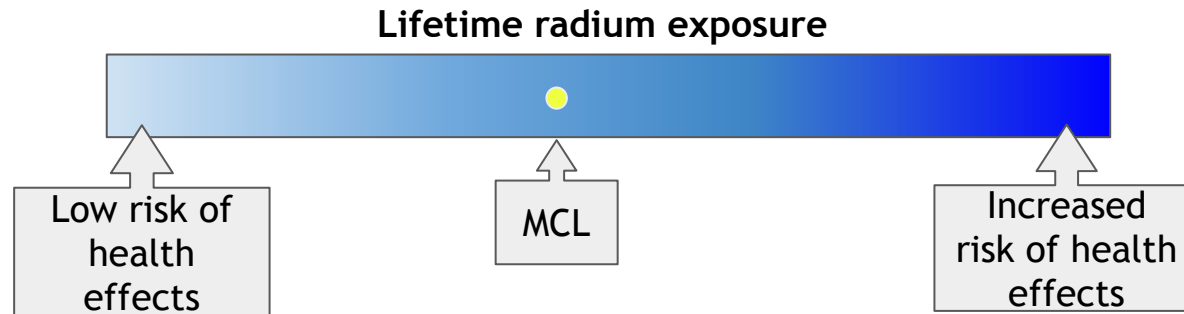 Lifetime radium exposure
Low risk of
health
effects
MCL
Increased
risk of health
effects